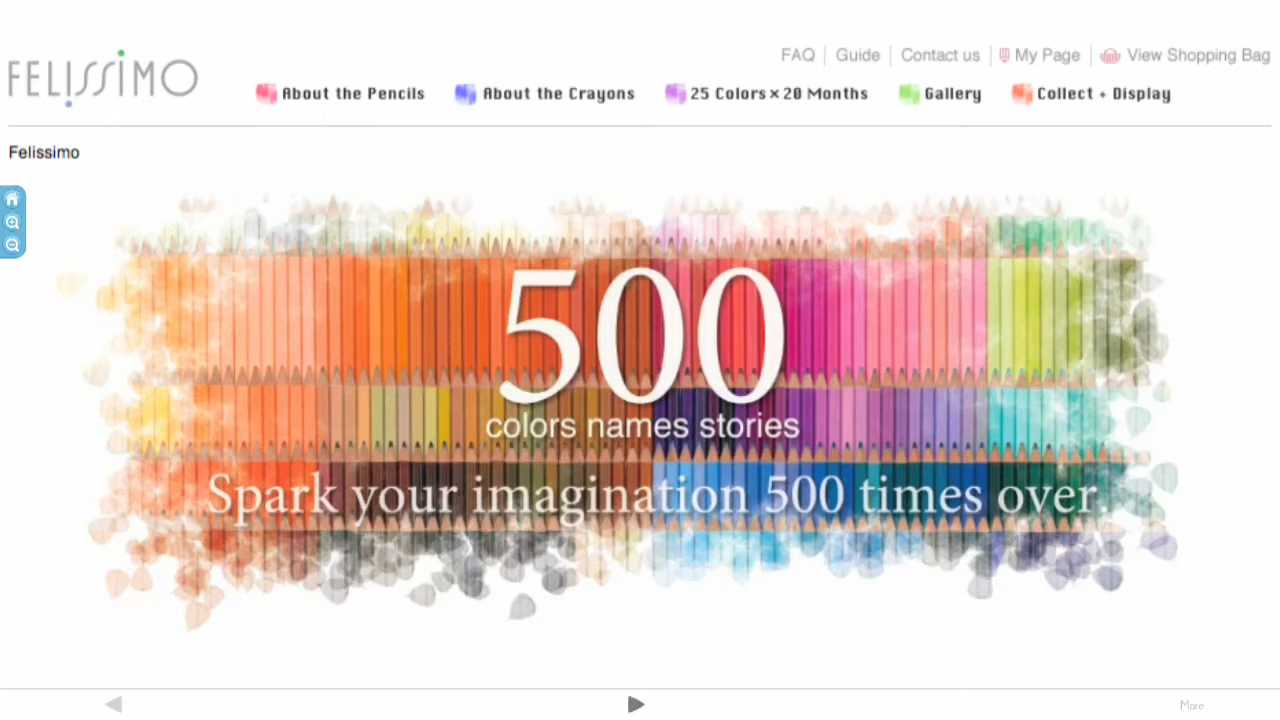 FELISSIMO
FAQ Guide Contact us My Page View Shopping Bag
About the Pencils About the Crayons 25 Colors×20 Months Gallery Collect + Display
Felissimo
500
colors names stories
Spark your imagination 500 times over.
More